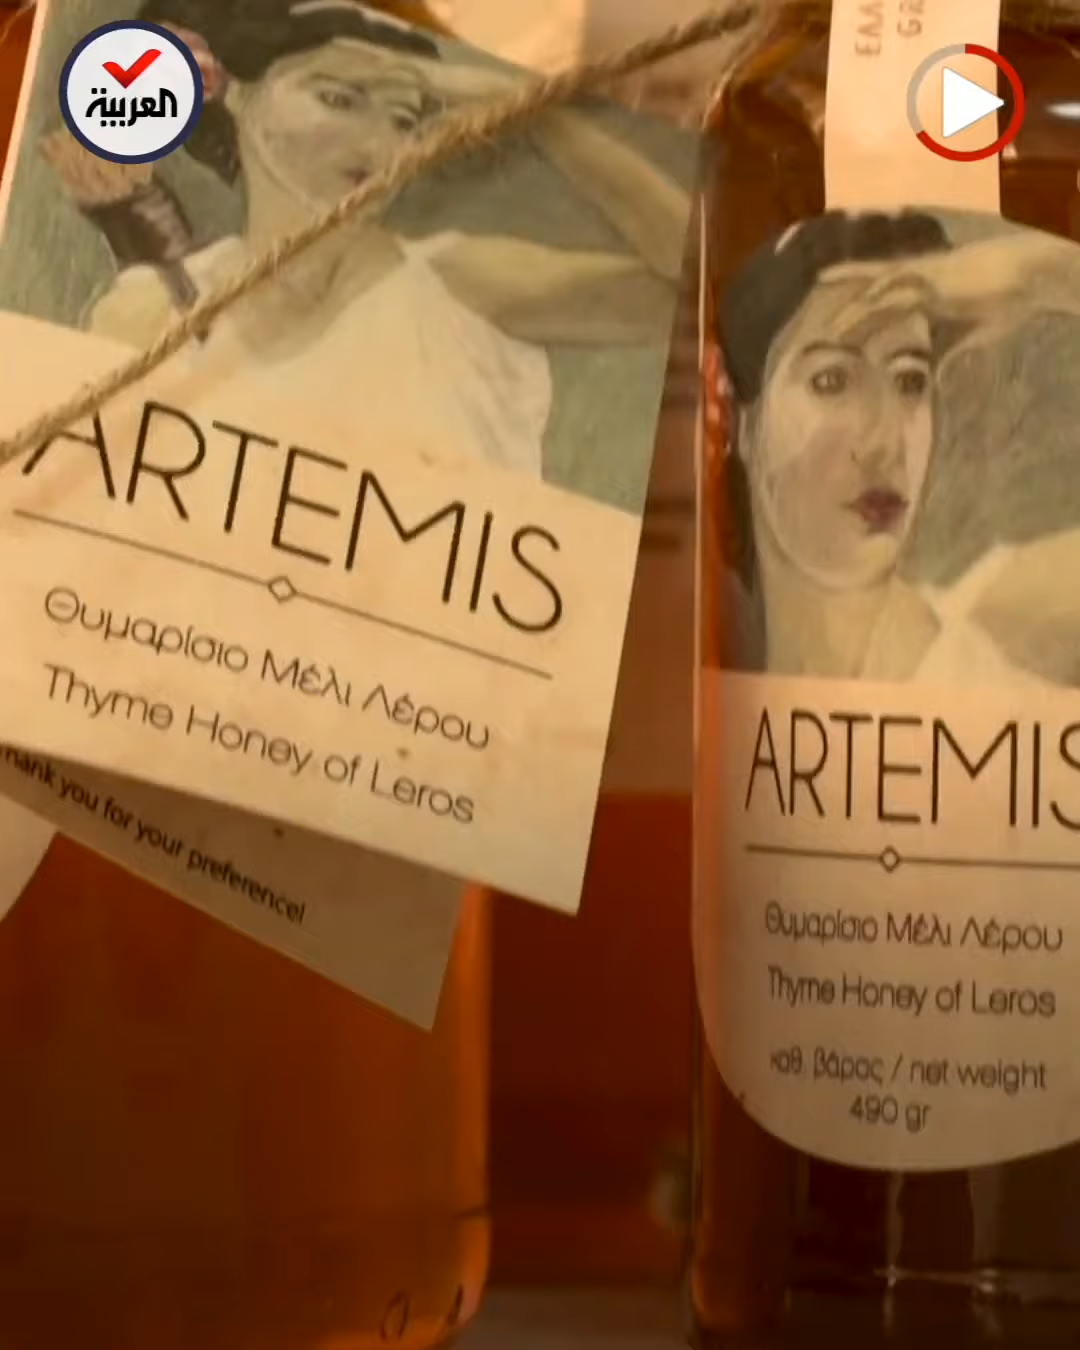 العربية
ARTEMIS
Θυμαρίσιο Μέλι Λέρου
Thyme Honey of Leros
Thank you for your preference!
ARTEMIS
Θυμαρίσιο Μέλι Λέρου
Thyme Honey of Leros
καθ. βάρος / net weight
490 gr